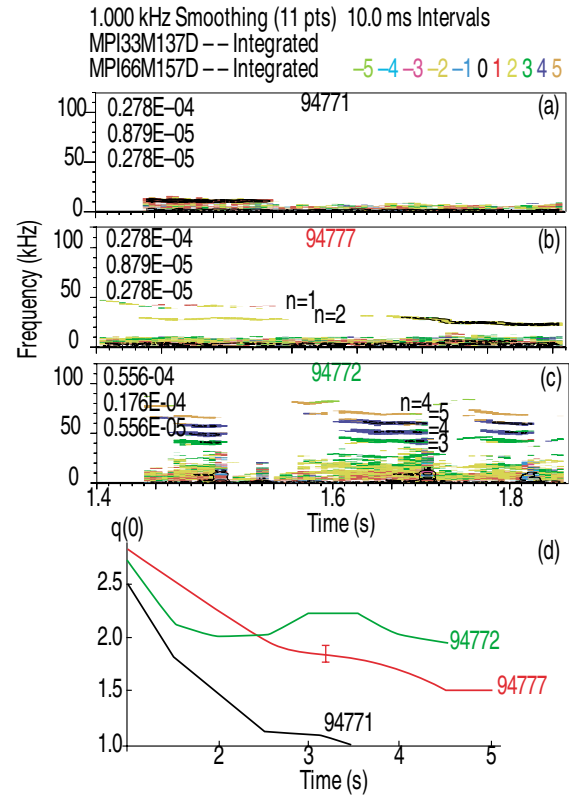 1.000 kHz Smoothing (11 pts) 10.0 ms Intervals
MPI33M137D – – Integrated
MPI66M157D – – Integrated –5 –4 –3 –2 –1 0 1 2 3 4 5
100 0.278E–04 94771 (a)
0.879E–05
50 0.278E–05
0
100 0.278E–04 94777 (b)
0.879E–05
50 0.278E–05 n=1 n=2
0
100 0.556-04 94772 (c)
0.176E–04 n=4
50 0.556E–05 =5
=4
=3
0
Frequency (kHz)
1.4 1.6 1.8
Time (s)
q(0) (d)
2.5
2.0 94772
1.5 94777
94771
1.0
2 3 4 5
Time (s)